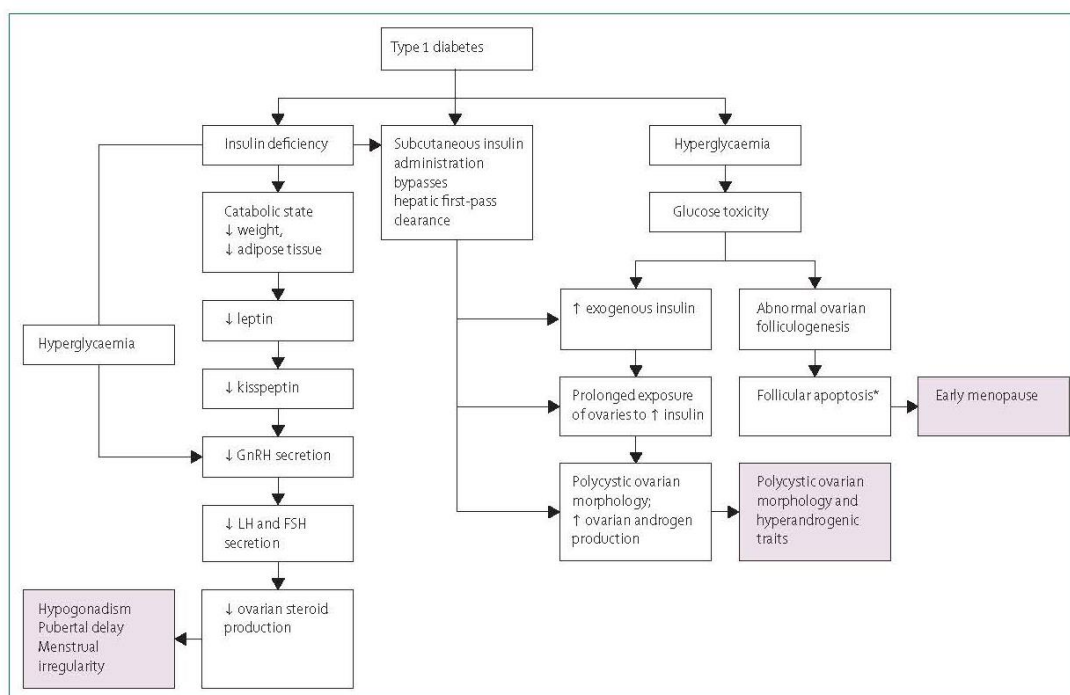 Type 1 diabetes
Insulin deficiency
Subcutaneous insulin
administration
bypasses
hepatic first-pass
clearance
Hyperglycaemia
Catabolic state
↓ weight,
↓ adipose tissue
Glucose toxicity
↓ leptin
Hyperglycaemia
↑ exogenous insulin
Abnormal ovarian
folliculogenesis
↓ kisspeptin
Prolonged exposure
of ovaries to ↑ insulin
Follicular apoptosis*
Early menopause
↓ GnRH secretion
Polycystic ovarian
morphology;
↑ ovarian androgen
production
Polycystic ovarian
morphology and
hyperandrogenic
traits
↓ LH and FSH
secretion
Hypogonadism
Pubertal delay
Menstrual
irregularity
↓ ovarian steroid
production